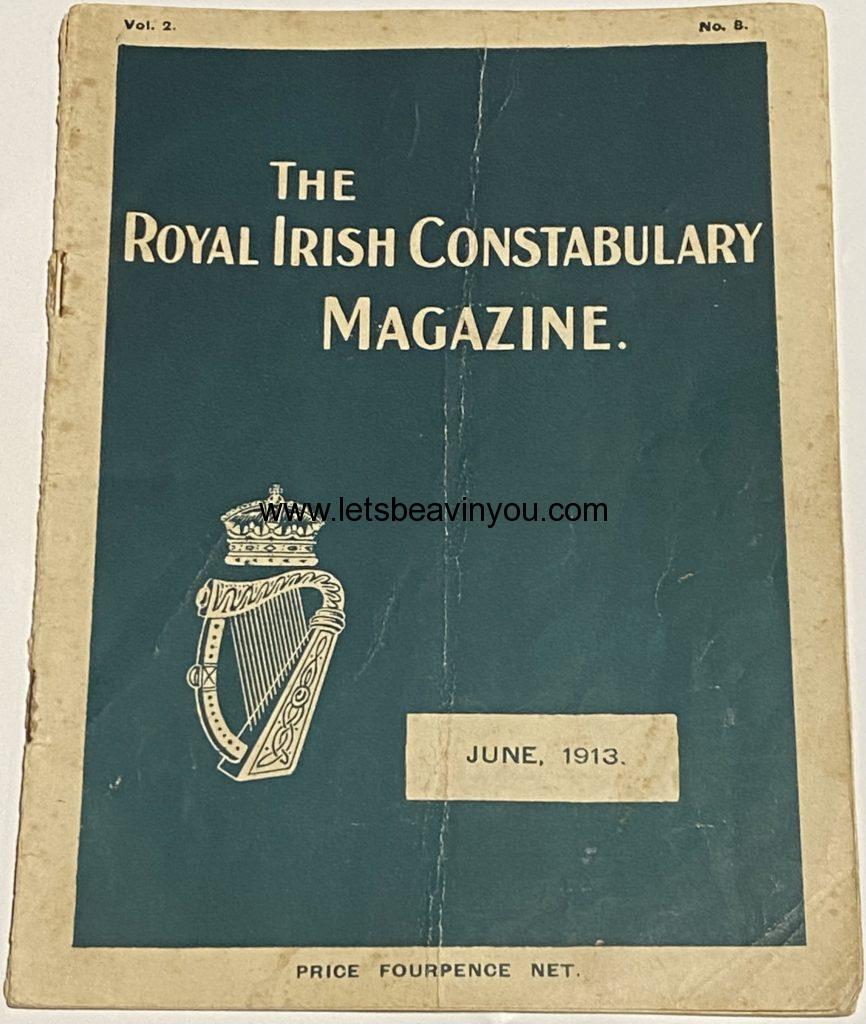 Vol. 2. No. 8.
THE
ROYAL IRISH CONSTABULARY
MAGAZINE.
www.letsbeavinyou.com
JUNE, 1913.
PRICE FOURPENCE NET.